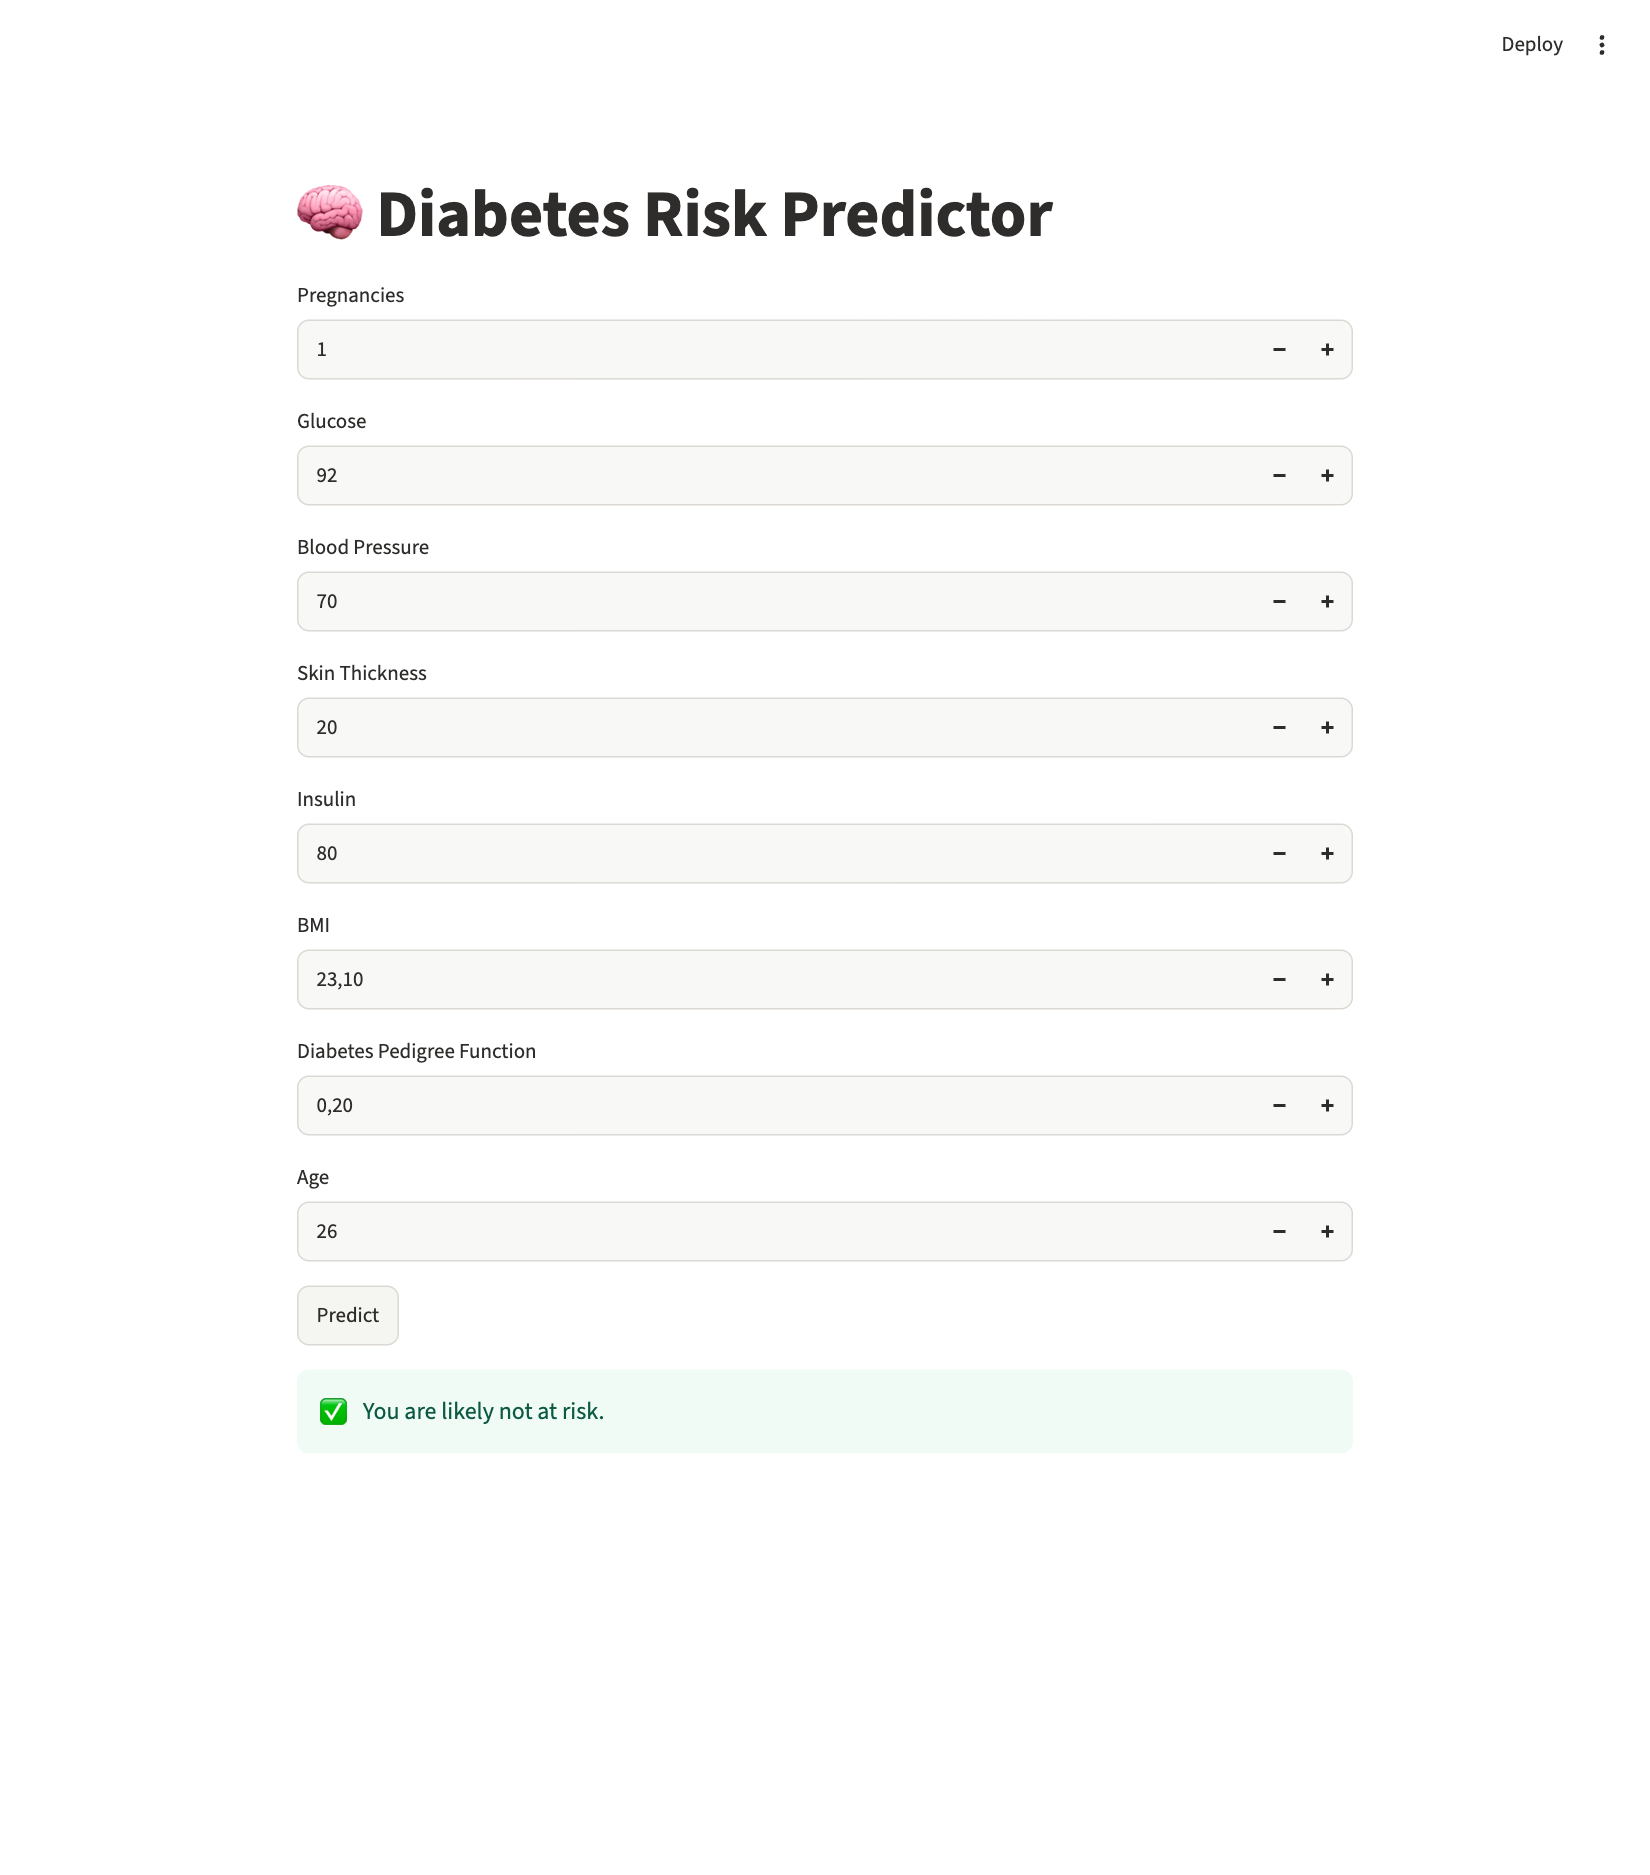 Deploy
Diabetes Risk Predictor
Pregnancies
1
Glucose
92
Blood Pressure
70
Skin Thickness
20
Insulin
80
BMI
23,10
Diabetes Pedigree Function
0,20
Age
26
Predict
You are likely not at risk.